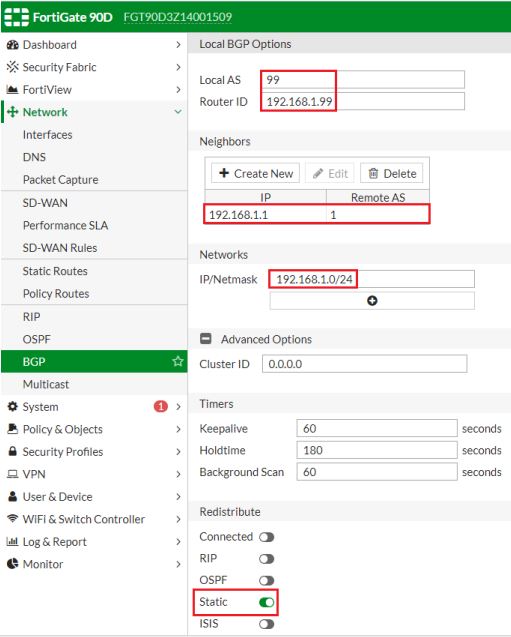 FortiGate 90D FGT90D3Z14001509
Dashboard
Security Fabric
FortiView
Network
Interfaces
DNS
Packet Capture
SD-WAN
Performance SLA
SD-WAN Rules
Static Routes
Policy Routes
RIP
OSPF
BGP
Multicast
System 1
Policy & Objects
Security Profiles
VPN
User & Device
WiFi & Switch Controller
Log & Report
Monitor
Local BGP Options
Local AS 99
Router ID 192.168.1.99
Neighbors
Create New Edit Delete
IP Remote AS
192.168.1.1 1
Networks
IP/Netmask 192.168.1.0/24
Advanced Options
Cluster ID 0.0.0.0
Timers
Keepalive 60 seconds
Holdtime 180 seconds
Background Scan 60 seconds
Redistribute
Connected
RIP
OSPF
Static
ISIS